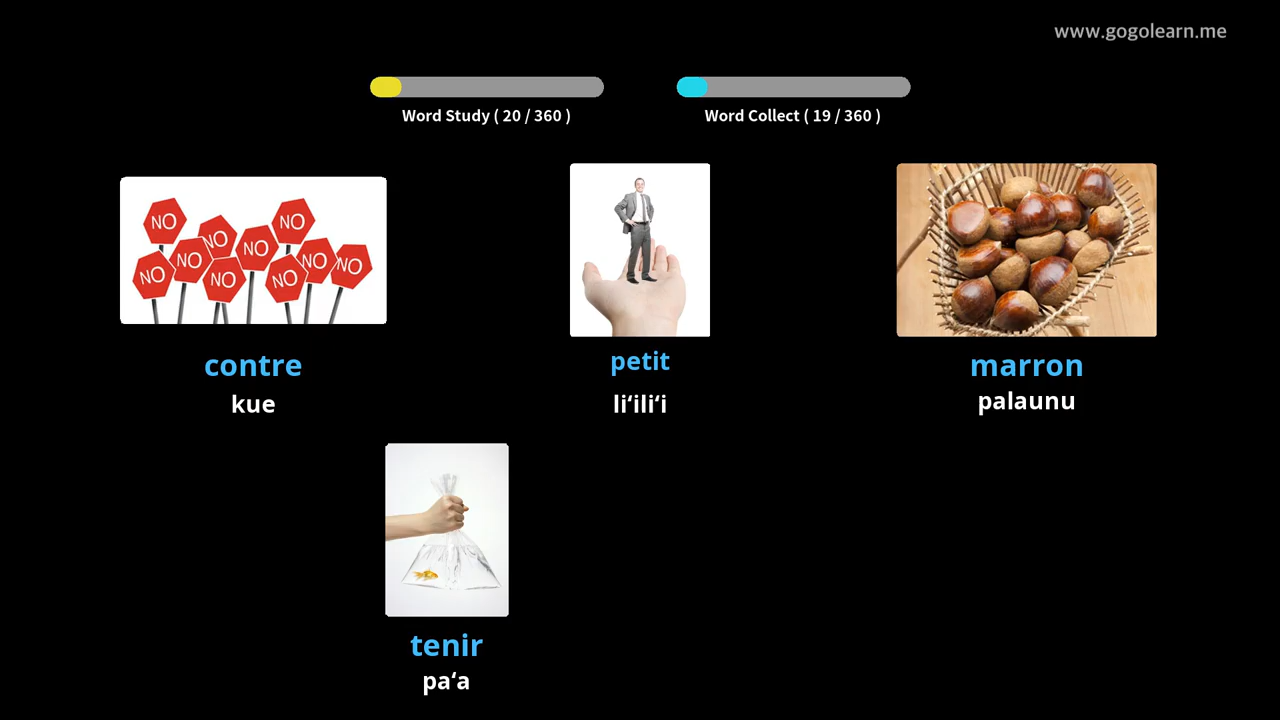 www.gogolearn.me
Word Study ( 20 / 360 )
Word Collect ( 19 / 360 )
NO
NO
NO
NO
NO
NO
NO
NO
NO
NO
contre
kue
petit
liʻiliʻi
marron
palaunu
tenir
paʻa